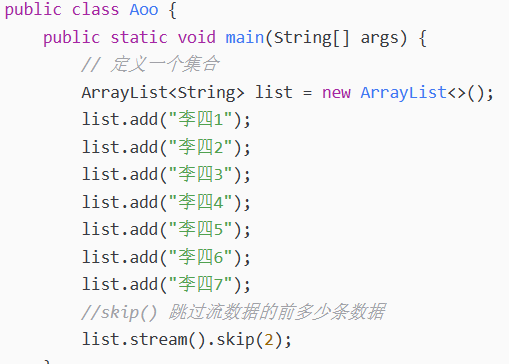 public class Aoo {
    public static void main(String[] args) {
        // 定义一个集合
        ArrayList<String> list = new ArrayList<>();
        list.add("李四1");
        list.add("李四2");
        list.add("李四3");
        list.add("李四4");
        list.add("李四5");
        list.add("李四6");
        list.add("李四7");
        //skip() 跳过流数据的前多少条数据
        list.stream().skip(2);